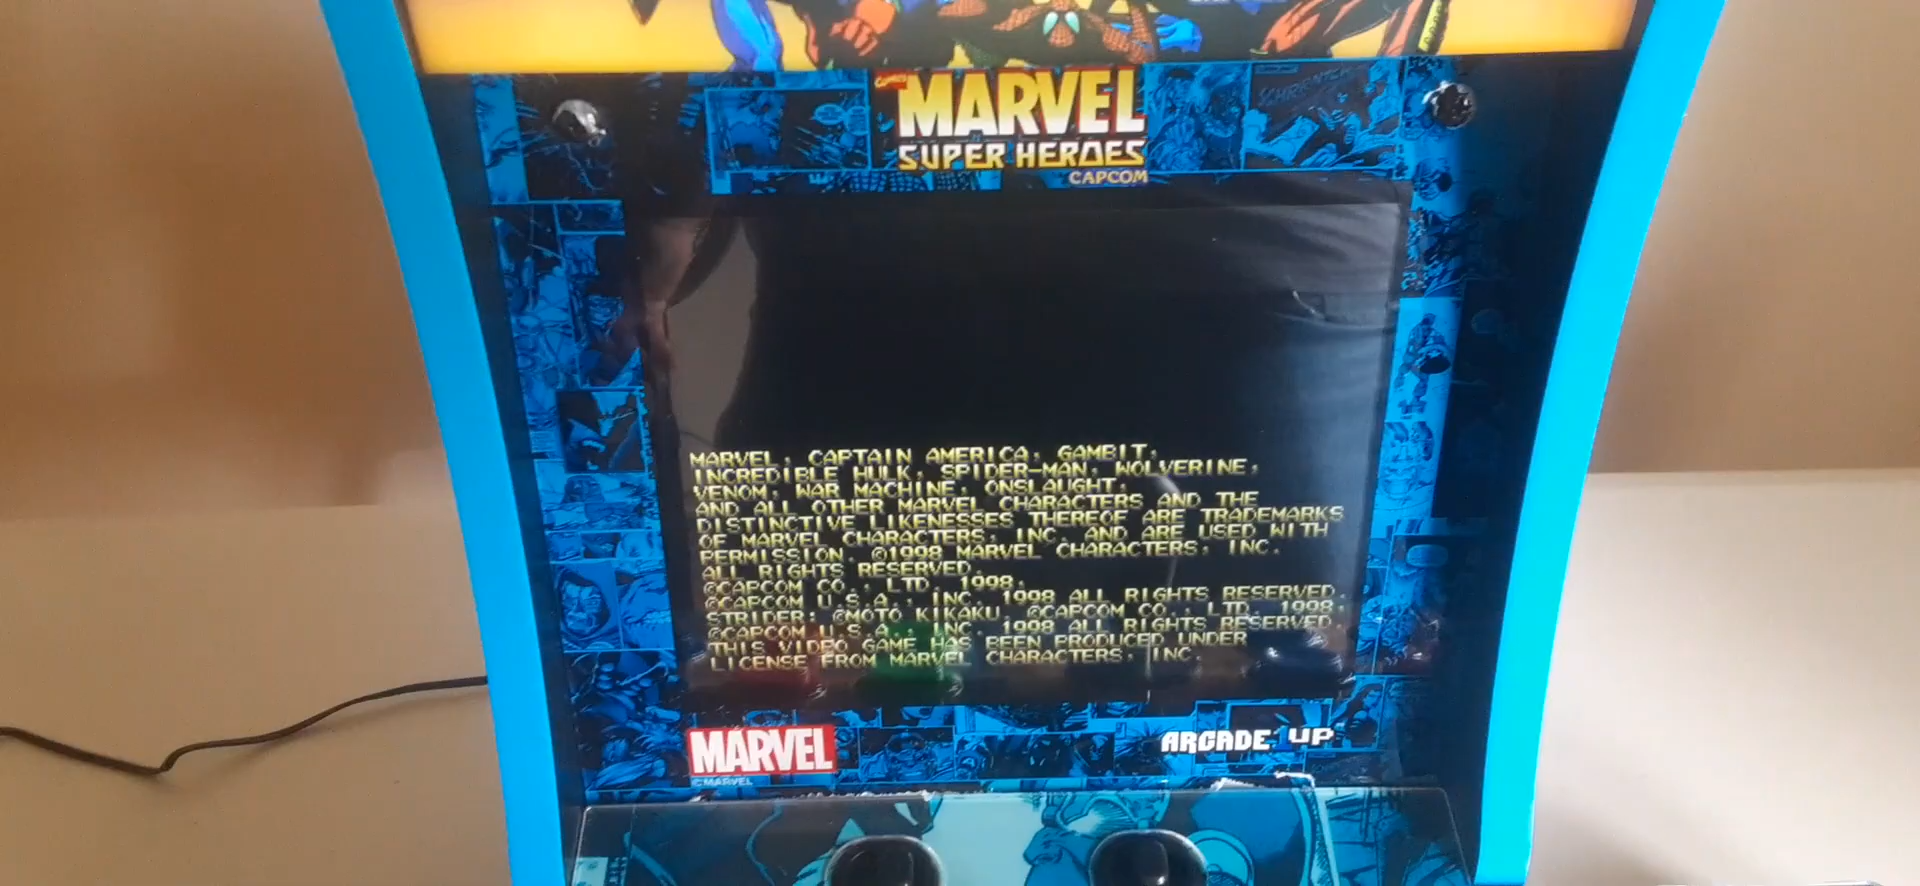 COMICS
MARVEL
SUPER HEROES
CAPCOM
MARVEL, CAPTAIN AMERICA, GAMBIT,
INCREDIBLE HULK, SPIDER-MAN, WOLVERINE,
VENOM, WAR MACHINE, ONSLAUGHT,
AND ALL OTHER MARVEL CHARACTERS AND THE
DISTINCTIVE LIKENESSES THEREOF ARE TRADEMARKS
OF MARVEL CHARACTERS, INC. AND ARE USED WITH
PERMISSION. ©1998 MARVEL CHARACTERS, INC.
ALL RIGHTS RESERVED.
©CAPCOM CO., LTD. 1998,
©CAPCOM U.S.A., INC. 1998 ALL RIGHTS RESERVED.
STRIDER: ©MOTO KIKAKU, ©CAPCOM CO., LTD. 1998,
©CAPCOM U.S.A., INC. 1998 ALL RIGHTS RESERVED.
THIS VIDEO GAME HAS BEEN PRODUCED UNDER
LICENSE FROM MARVEL CHARACTERS, INC.
MARVEL
© MARVEL
ARCADE 1UP